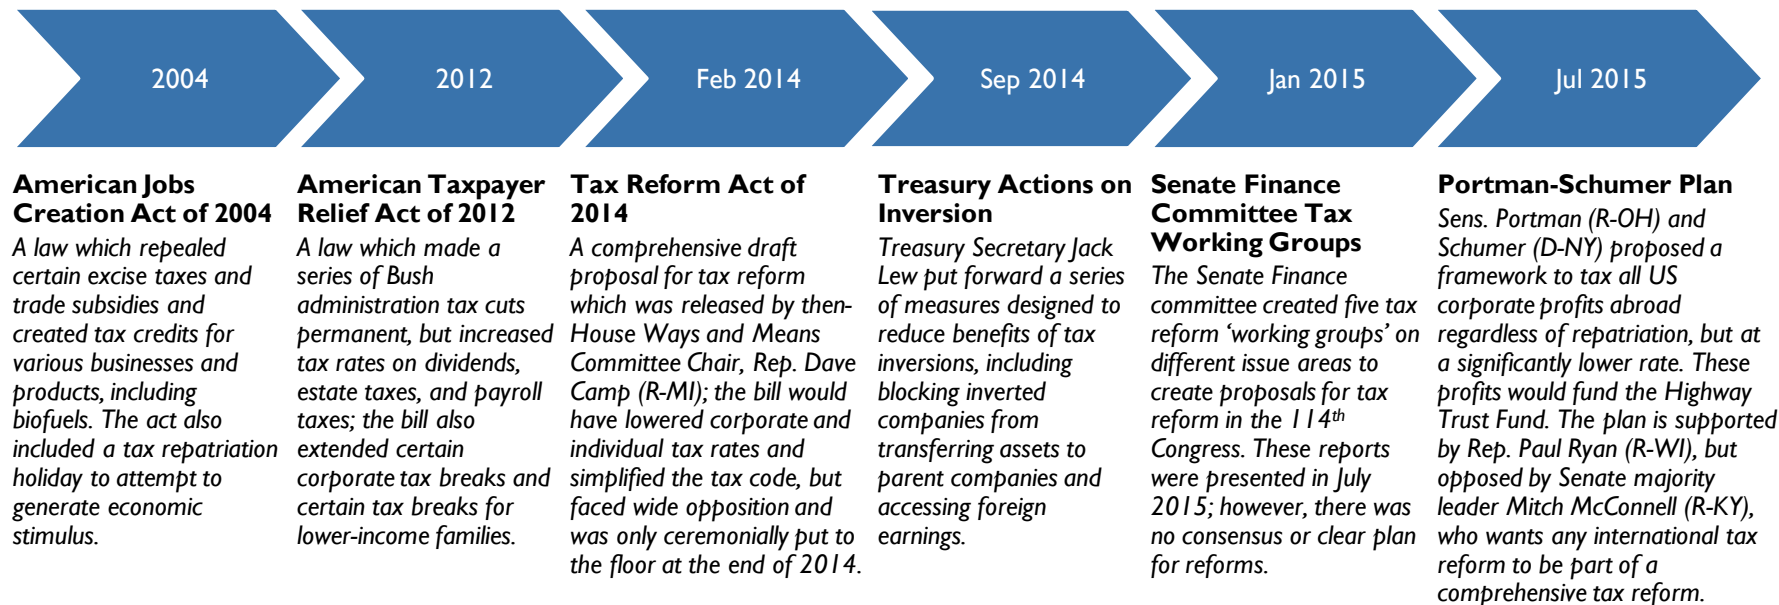 2004
2012
Feb 2014
Sep 2014
Jan 2015
Jul 2015
American Jobs
Creation Act of 2004
A law which repealed
certain excise taxes and
trade subsidies and
created tax credits for
various businesses and
products, including
biofuels. The act also
included a tax repatriation
holiday to attempt to
generate economic
stimulus.
American Taxpayer
Relief Act of 2012
A law which made a
series of Bush
administration tax cuts
permanent, but increased
tax rates on dividends,
estate taxes, and payroll
taxes; the bill also
extended certain
corporate tax breaks and
certain tax breaks for
lower-income families.
Tax Reform Act of
2014
A comprehensive draft
proposal for tax reform
which was released by then-
House Ways and Means
Committee Chair, Rep. Dave
Camp (R-MI); the bill would
have lowered corporate and
individual tax rates and
simplified the tax code, but
faced wide opposition and
was only ceremonially put to
the floor at the end of 2014.
Treasury Actions on
Inversion
Treasury Secretary Jack
Lew put forward a series
of measures designed to
reduce benefits of tax
inversions, including
blocking inverted
companies from
transferring assets to
parent companies and
accessing foreign
earnings.
Senate Finance
Committee Tax
Working Groups
The Senate Finance
committee created five tax
reform ‘working groups’ on
different issue areas to
create proposals for tax
reform in the 114th
Congress. These reports
were presented in July
2015; however, there was
no consensus or clear plan
for reforms.
Portman-Schumer Plan
Sens. Portman (R-OH) and
Schumer (D-NY) proposed a
framework to tax all US
corporate profits abroad
regardless of repatriation, but at
a significantly lower rate. These
profits would fund the Highway
Trust Fund. The plan is supported
by Rep. Paul Ryan (R-WI), but
opposed by Senate majority
leader Mitch McConnell (R-KY),
who wants any international tax
reform to be part of a
comprehensive tax reform.